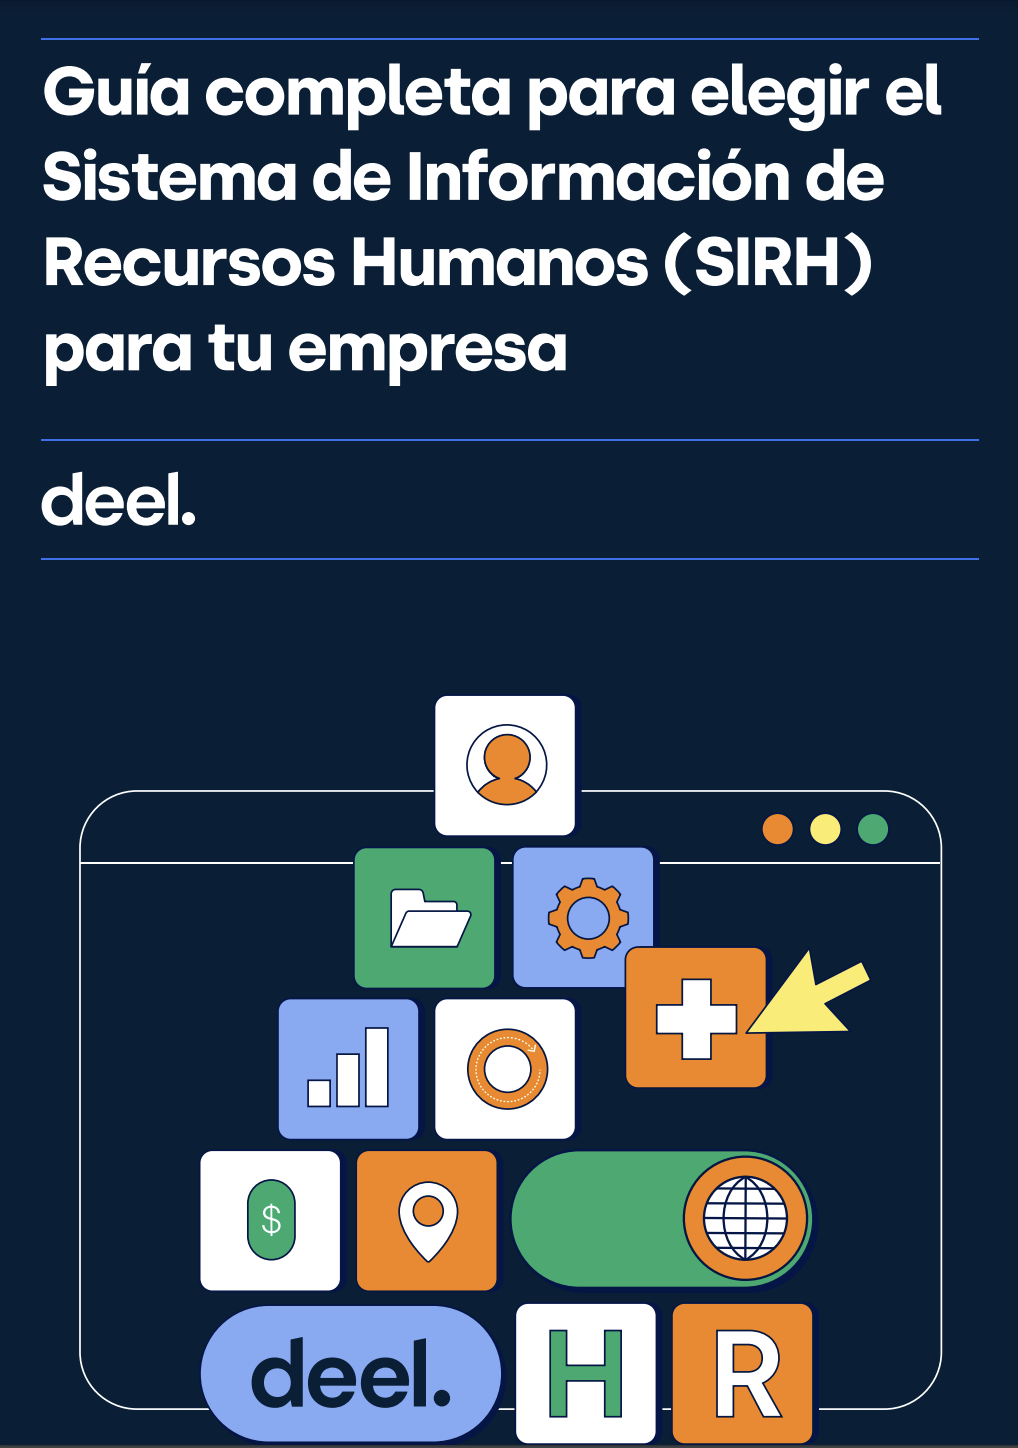 Guía completa para elegir el
Sistema de Información de
Recursos Humanos (SIRH)
para tu empresa
deel.
$
deel. H R